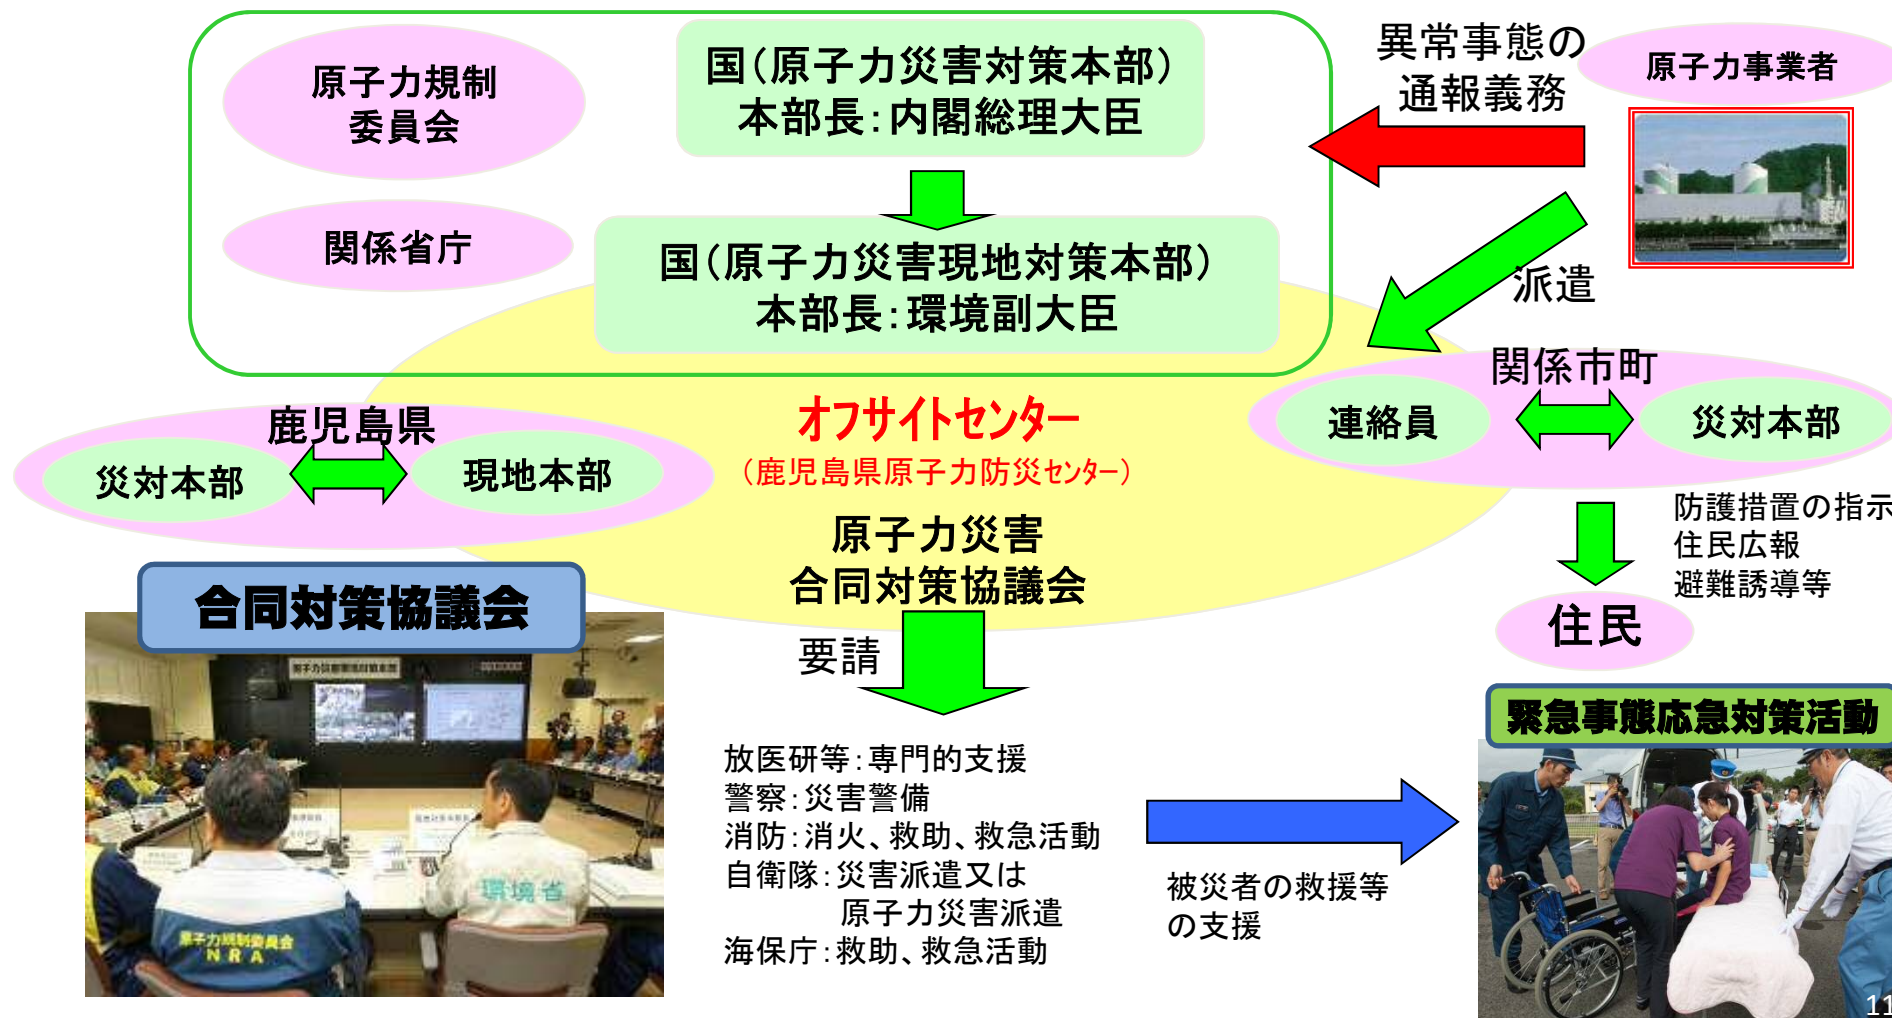 原子力規制
委員会
国(原子力災害対策本部)
本部長:内閣総理大臣
異常事態の
通報義務
原子力事業者
関係省庁
国(原子力災害現地対策本部)
本部長:環境副大臣
派遣
関係市町
連絡員
災対本部
鹿児島県
災対本部
現地本部
オフサイトセンター
(鹿児島県原子力防災センター)
原子力災害
合同対策協議会
防護措置の指示
住民広報
避難誘導等
住民
合同対策協議会
要請
緊急事態応急対策活動
放医研等:専門的支援
警察:災害警備
消防:消火、救助、救急活動
自衛隊:災害派遣又は
原子力災害派遣
海保庁:救助、救急活動
被災者の救援等
の支援
環境省
原子力規制委員会
NRA
11